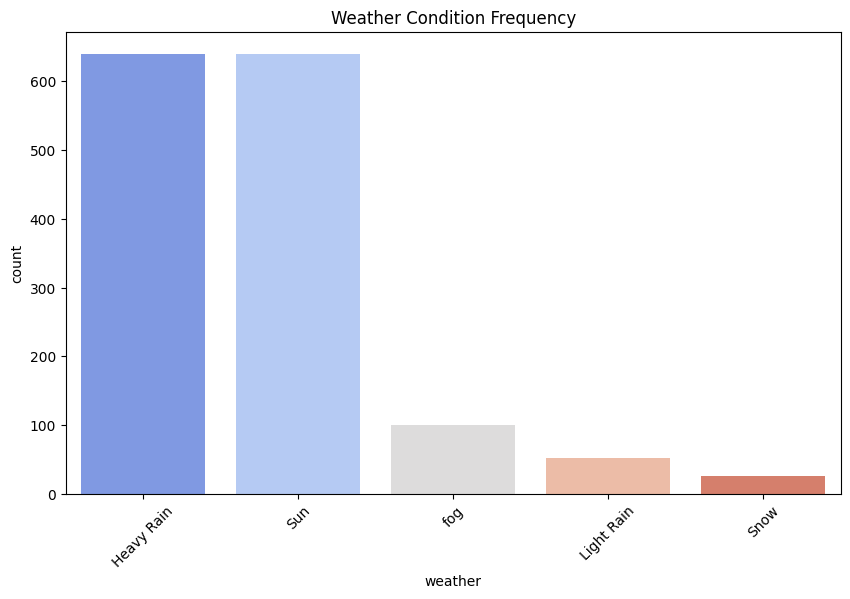 Weather Condition Frequency
count
600
500
400
300
200
100
0
Heavy Rain
Sun
fog
Light Rain
Snow
weather